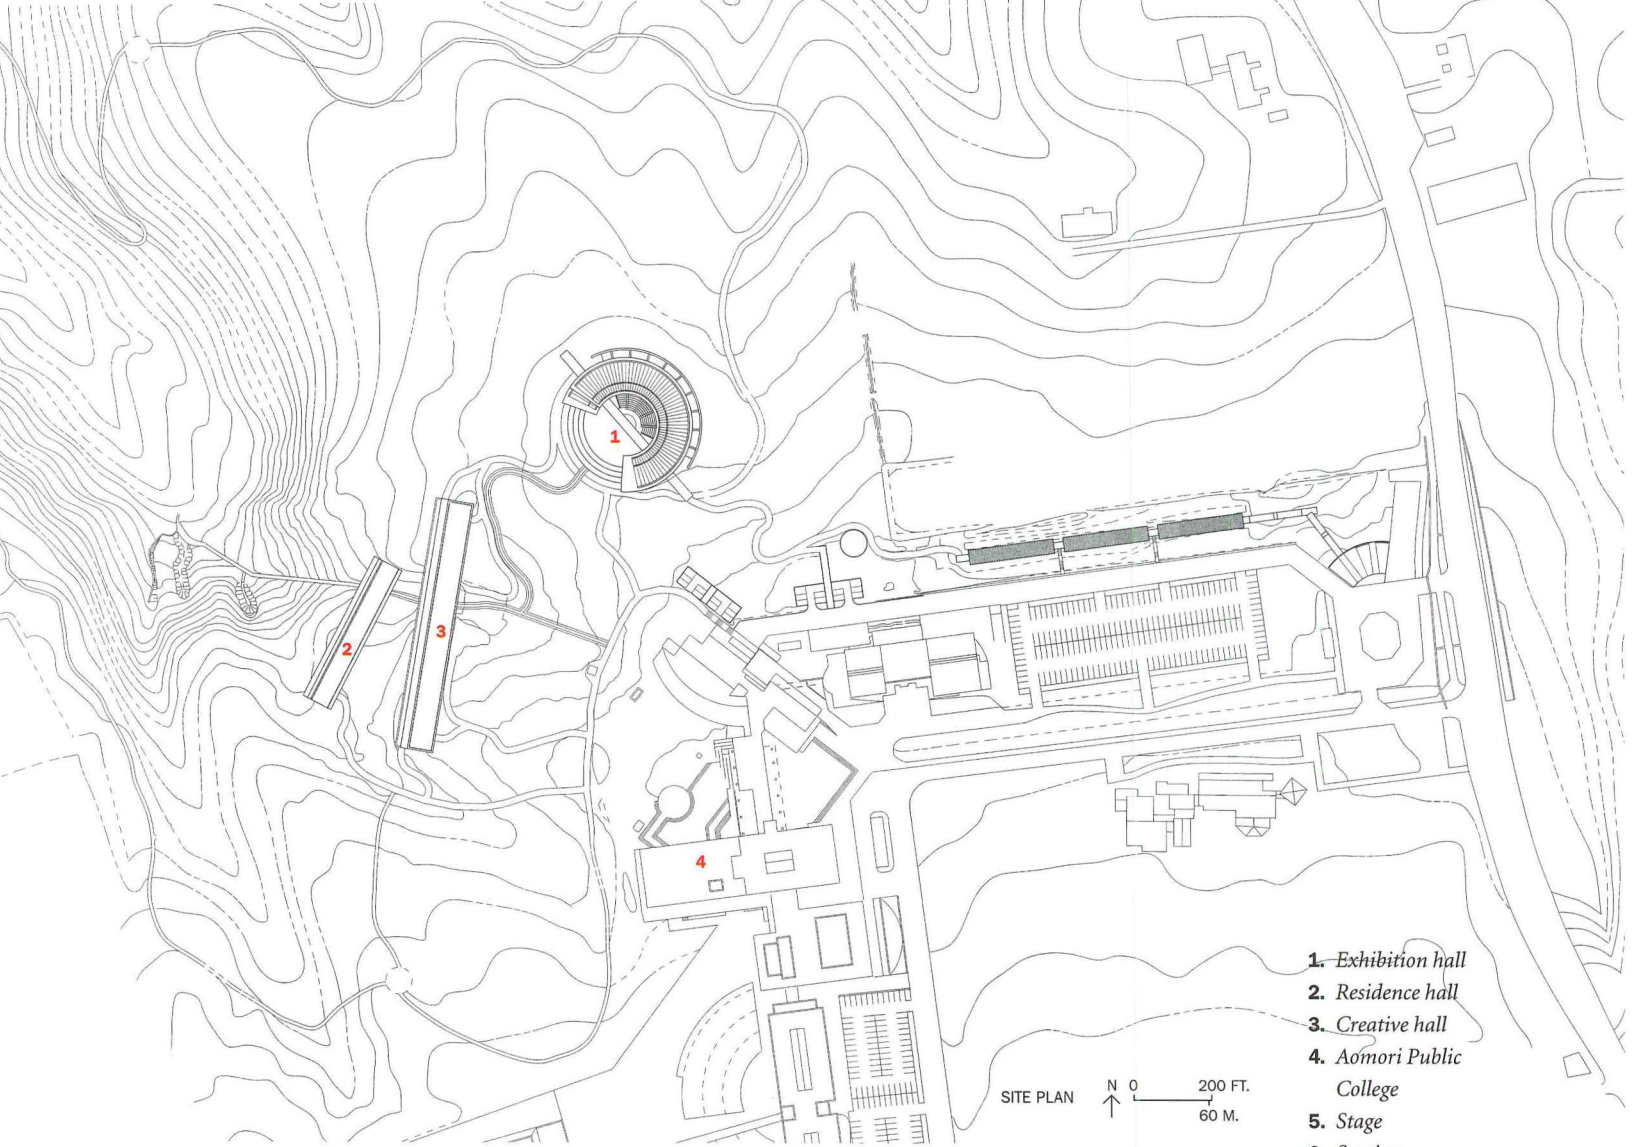 1
2
3
4
SITE PLAN
N 0 200 FT.
60 M.
1. Exhibition hall
2. Residence hall
3. Creative hall
4. Aomori Public
College
5. Stage